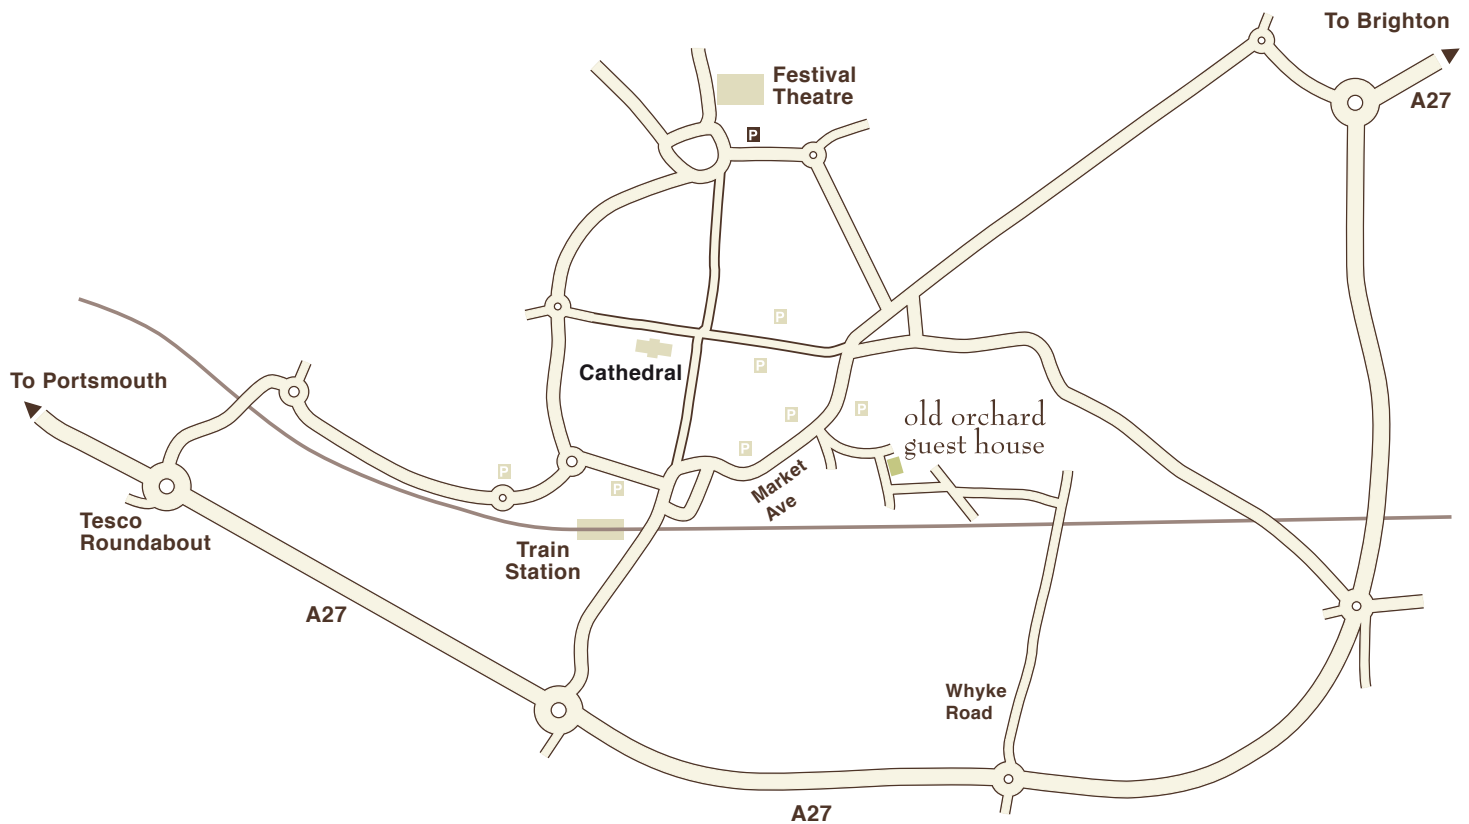 To Brighton
A27
Festival
Theatre
P
P
To Portsmouth
Cathedral
P
P
P
old orchard
guest house
P
P
P
Market
Ave
Tesco
Roundabout
Train
Station
A27
Whyke
Road
A27